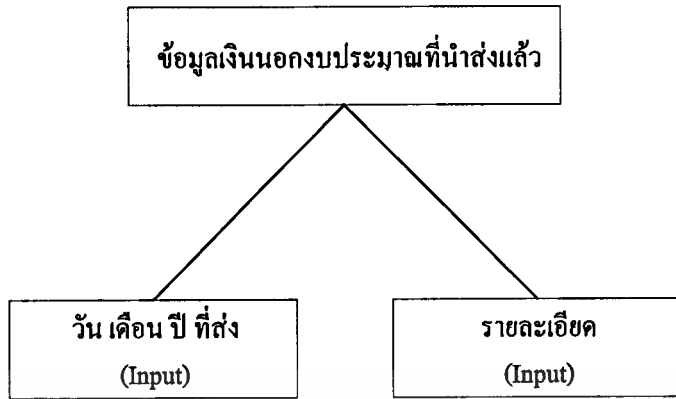 ข้อมูลเงินนอกงบประมาณที่นำส่งแล้ว
วัน เดือน ปี ที่ส่ง
(Input)
รายละเอียด
(Input)